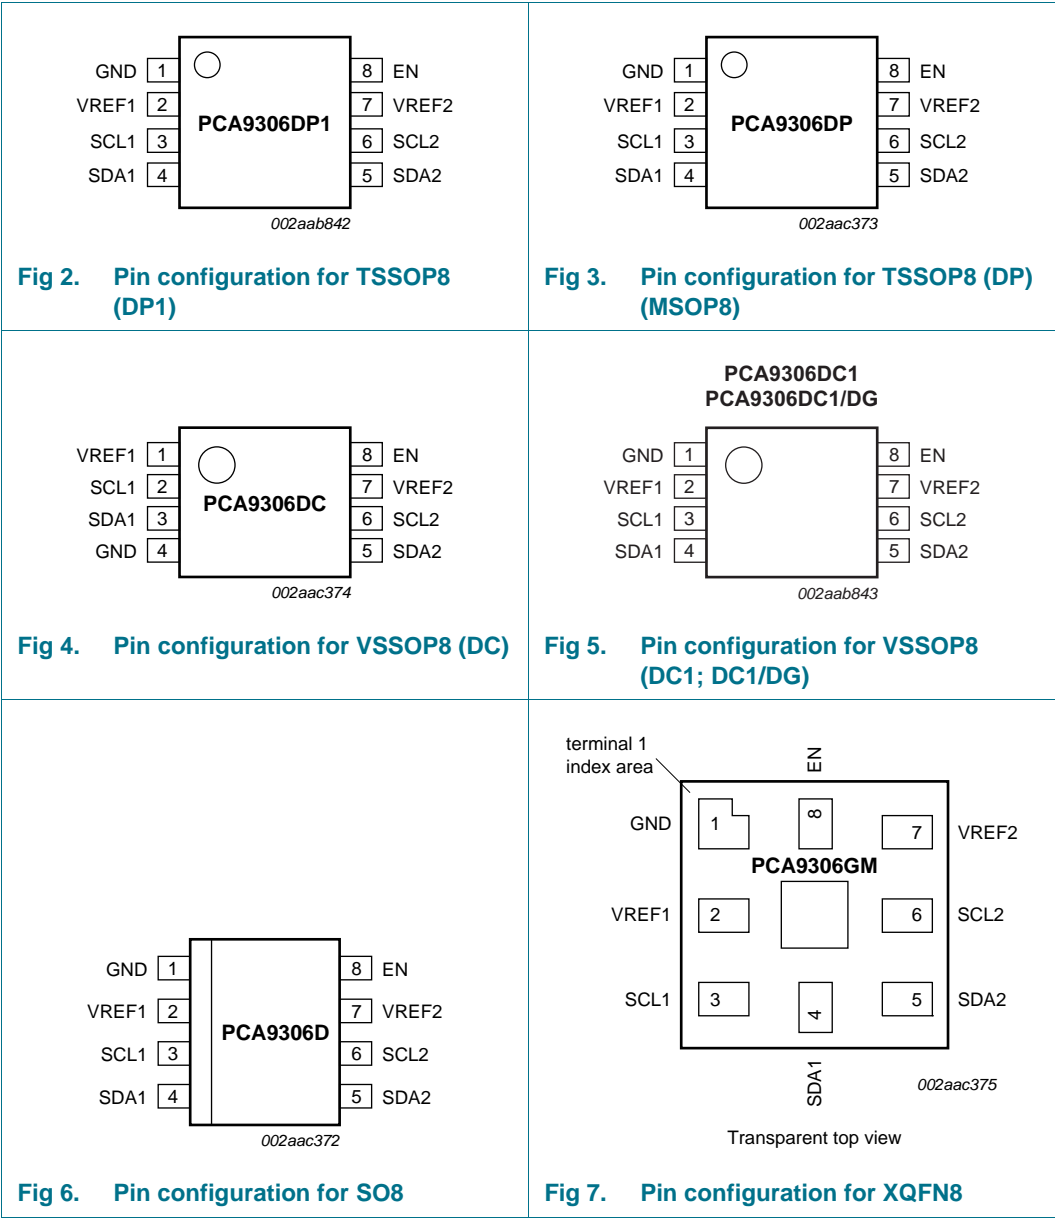 GND 1 8 EN
VREF1 2 7 VREF2
PCA9306DP1
SCL1 3 6 SCL2
SDA1 4 5 SDA2
002aab842
Fig 2. Pin configuration for TSSOP8
(DP1)
GND 1 8 EN
VREF1 2 7 VREF2
PCA9306DP
SCL1 3 6 SCL2
SDA1 4 5 SDA2
002aac373
Fig 3. Pin configuration for TSSOP8 (DP)
(MSOP8)
VREF1 1 8 EN
SCL1 2 7 VREF2
PCA9306DC
SDA1 3 6 SCL2
GND 4 5 SDA2
002aac374
Fig 4. Pin configuration for VSSOP8 (DC)
PCA9306DC1
PCA9306DC1/DG
GND 1 8 EN
VREF1 2 7 VREF2
SCL1 3 6 SCL2
SDA1 4 5 SDA2
002aab843
Fig 5. Pin configuration for VSSOP8
(DC1; DC1/DG)
GND 1 8 EN
VREF1 2 7 VREF2
PCA9306D
SCL1 3 6 SCL2
SDA1 4 5 SDA2
002aac372
Fig 6. Pin configuration for SO8
terminal 1
index area
EN
GND 1 8 7 VREF2
PCA9306GM
VREF1 2 6 SCL2
SCL1 3 4 5 SDA2
SDA1
002aac375
Transparent top view
Fig 7. Pin configuration for XQFN8